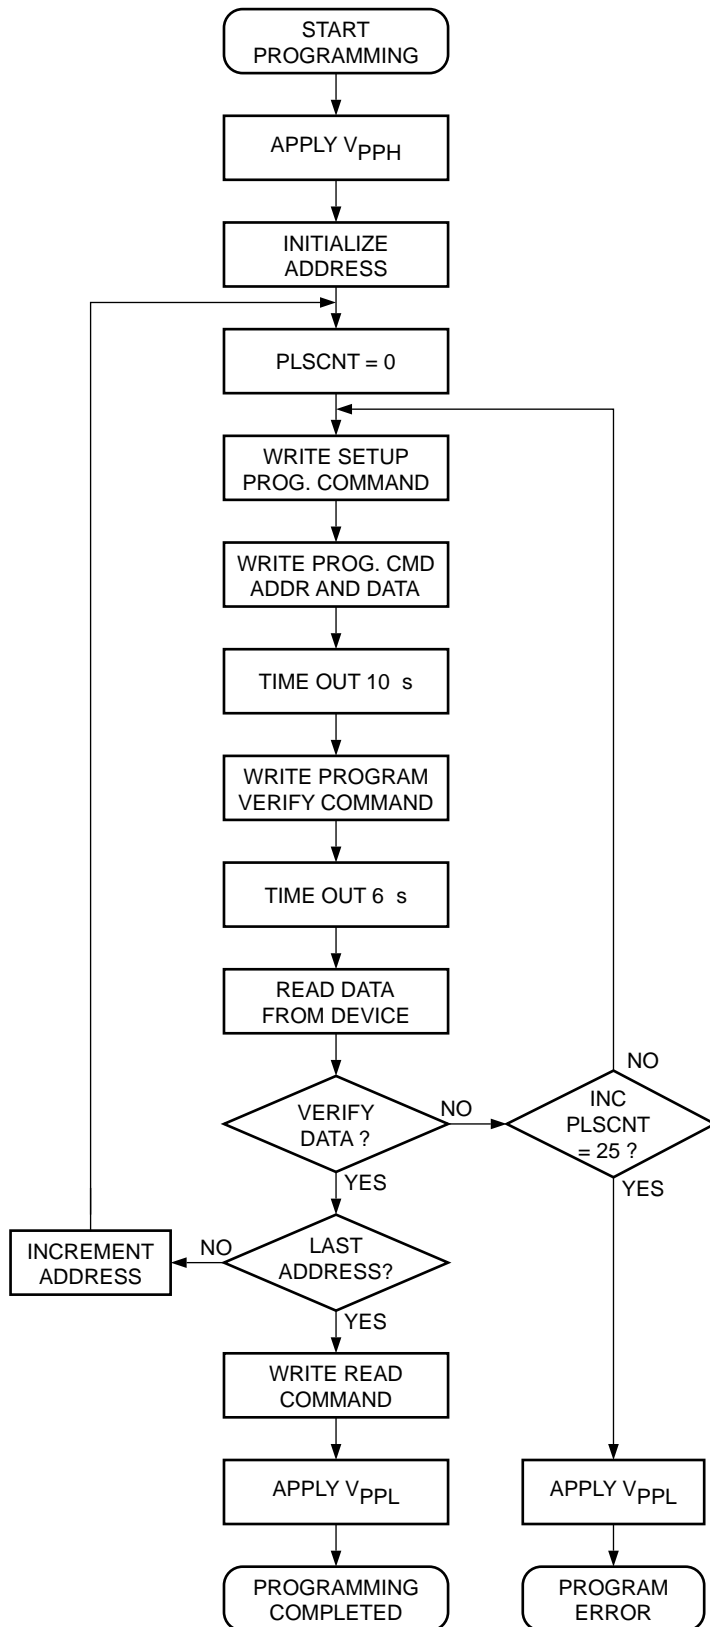 START
PROGRAMMING
APPLY VPPH
INITIALIZE
ADDRESS
PLSCNT = 0
WRITE SETUP
PROG. COMMAND
WRITE PROG. CMD
ADDR AND DATA
TIME OUT 10  s
WRITE PROGRAM
VERIFY COMMAND
TIME OUT 6  s
READ DATA
FROM DEVICE
NO
VERIFY
DATA ?
NO
INC
PLSCNT
= 25 ?
YES
YES
INCREMENT
ADDRESS
NO
LAST
ADDRESS?
YES
WRITE READ
COMMAND
APPLY VPPL
APPLY VPPL
PROGRAMMING
COMPLETED
PROGRAM
ERROR